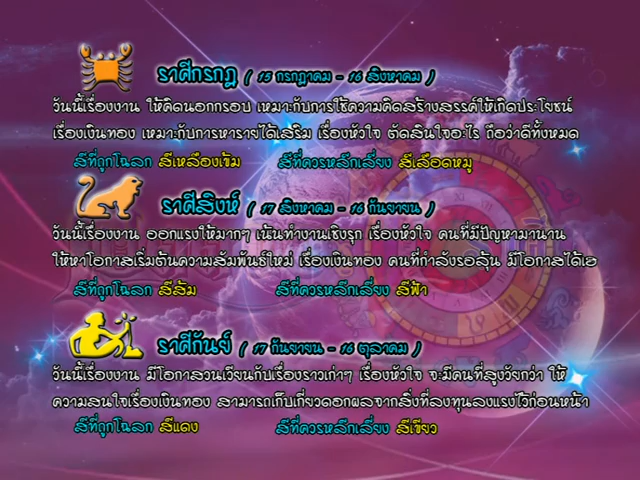 ราศีกรกฎ ( 15 กรกฎาคม - 16 สิงหาคม )
วันนี้เรื่องงาน ให้คิดนอกกรอบ เหมาะกับการใช้ความคิดสร้างสรรค์ให้เกิดประโยชน์
เรื่องเงินทอง เหมาะกับการหารายได้เสริม เรื่องหัวใจ ตัดสินใจอะไร ถือว่าดีทั้งหมด
สีที่ถูกโฉลก สีเหลืองเข้ม สีที่ควรหลีกเลี่ยง สีเลือดหมู
ราศีสิงห์ ( 17 สิงหาคม - 16 กันยายน )
วันนี้เรื่องงาน ออกแรงให้มากๆ เน้นทำงานเชิงรุก เรื่องหัวใจ คนที่มีปัญหามานาน
ให้หาโอกาสเริ่มต้นความสัมพันธ์ใหม่ เรื่องเงินทอง คนที่กำลังรอลุ้น มีโอกาสได้เฮ
สีที่ถูกโฉลก สีส้ม สีที่ควรหลีกเลี่ยง สีฟ้า
ราศีกันย์ ( 17 กันยายน - 16 ตุลาคม )
วันนี้เรื่องงาน มีโอกาสวนเวียนกับเรื่องราวเก่าๆ เรื่องหัวใจ จะมีคนที่สูงวัยกว่า ให้
ความสนใจเรื่องเงินทอง สามารถเก็บเกี่ยวดอกผลจากสิ่งที่ลงทุนลงแรงไว้ก่อนหน้า
สีที่ถูกโฉลก สีแดง สีที่ควรหลีกเลี่ยง สีเขียว